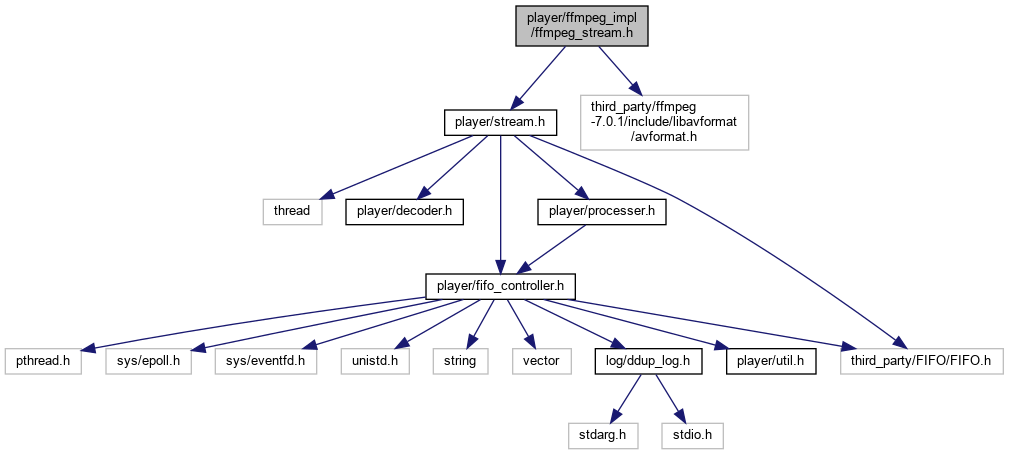 player/ffmpeg_impl
/ffmpeg_stream.h
third_party/ffmpeg
-7.0.1/include/libavformat
/avformat.h
player/stream.h
thread
player/decoder.h
player/processer.h
player/fifo_controller.h
pthread.h
sys/epoll.h
sys/eventfd.h
unistd.h
string
vector
log/ddup_log.h
player/util.h
third_party/FIFO/FIFO.h
stdarg.h
stdio.h